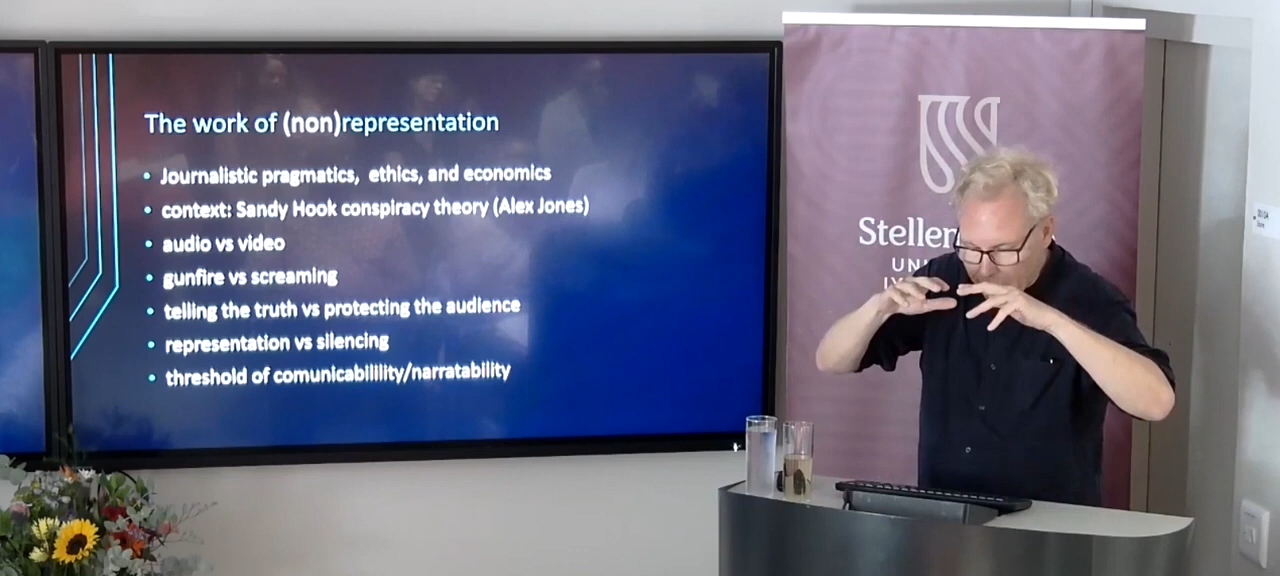 The work of (non)representation
• Journalistic pragmatics, ethics, and economics
• context: Sandy Hook conspiracy theory (Alex Jones)
• audio vs video
• gunfire vs screaming
• telling the truth vs protecting the audience
• representation vs silencing
• threshold of comunicabilility/narratability
Stellen
UNI